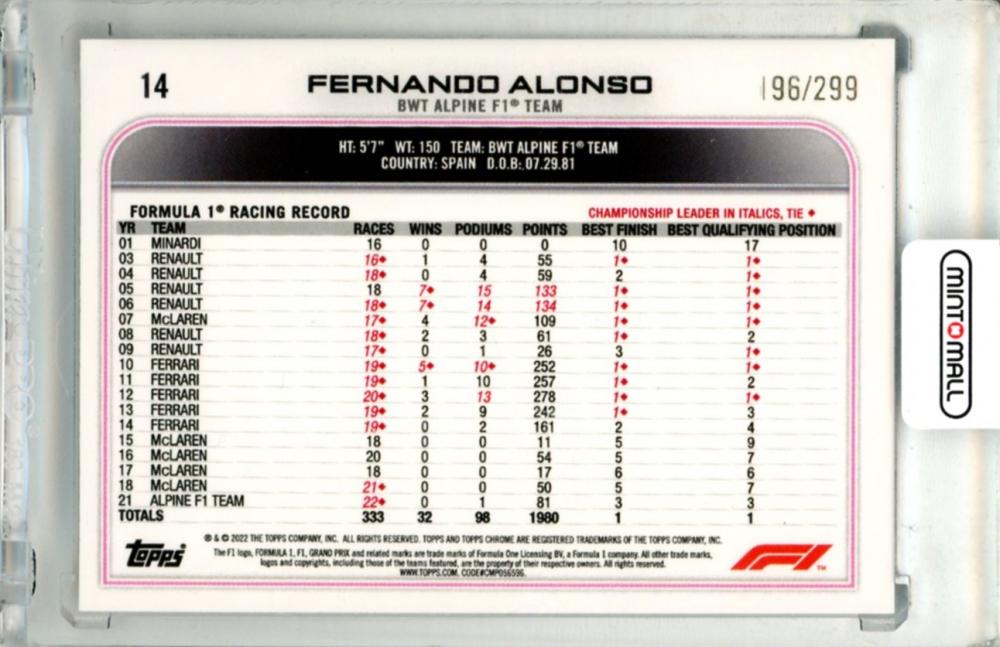 14 FERNANDO ALONSO 196/299
BWT ALPINE F1® TEAM
HT: 5'7" WT: 150 TEAM: BWT ALPINE F1® TEAM
COUNTRY: SPAIN D.O.B.: 07.29.81
FORMULA 1® RACING RECORD CHAMPIONSHIP LEADER IN ITALICS, TIE ♦
YR TEAM RACES WINS PODIUMS POINTS BEST FINISH BEST QUALIFYING POSITION
01 MINARDI 16 0 0 0 10 17
03 RENAULT 16♦ 1 4 55 1♦ 1♦
04 RENAULT 18♦ 0 4 59 2 1♦
05 RENAULT 18 7♦ 15 133 1♦ 1♦
06 RENAULT 18♦ 7♦ 14 134 1♦ 1♦
07 McLAREN 17♦ 4 12♦ 109 1♦ 1♦
08 RENAULT 18♦ 2 3 61 1♦ 2
09 RENAULT 17♦ 0 1 26 3 1♦
10 FERRARI 19♦ 5♦ 10♦ 252 1♦ 1♦
11 FERRARI 19♦ 1 10 257 1♦ 2
12 FERRARI 20♦ 3 13 278 1♦ 1♦
13 FERRARI 19♦ 2 9 242 1♦ 3
14 FERRARI 19♦ 0 2 161 2 4
15 McLAREN 18 0 0 11 5 9
16 McLAREN 20 0 0 54 5 7
17 McLAREN 18 0 0 17 6 6
18 McLAREN 21♦ 0 0 50 5 7
21 ALPINE F1 TEAM 22♦ 0 1 81 3 3
TOTALS 333 32 98 1980 1 1
® & © 2022 THE TOPPS COMPANY, INC. ALL RIGHTS RESERVED. TOPPS AND TOPPS CHROME ARE REGISTERED TRADEMARKS OF THE TOPPS COMPANY, INC.
The F1 logo, FORMULA 1, F1, GRAND PRIX and related marks are trade marks of Formula One Licensing BV, a Formula 1 company. All other trade marks,
logos and copyrights, including those of the teams featured, are the property of their respective owners. All rights reserved.
WWW.TOPPS.COM. CODE#CMP056596
Topps
F1 ™
MINTOMALL